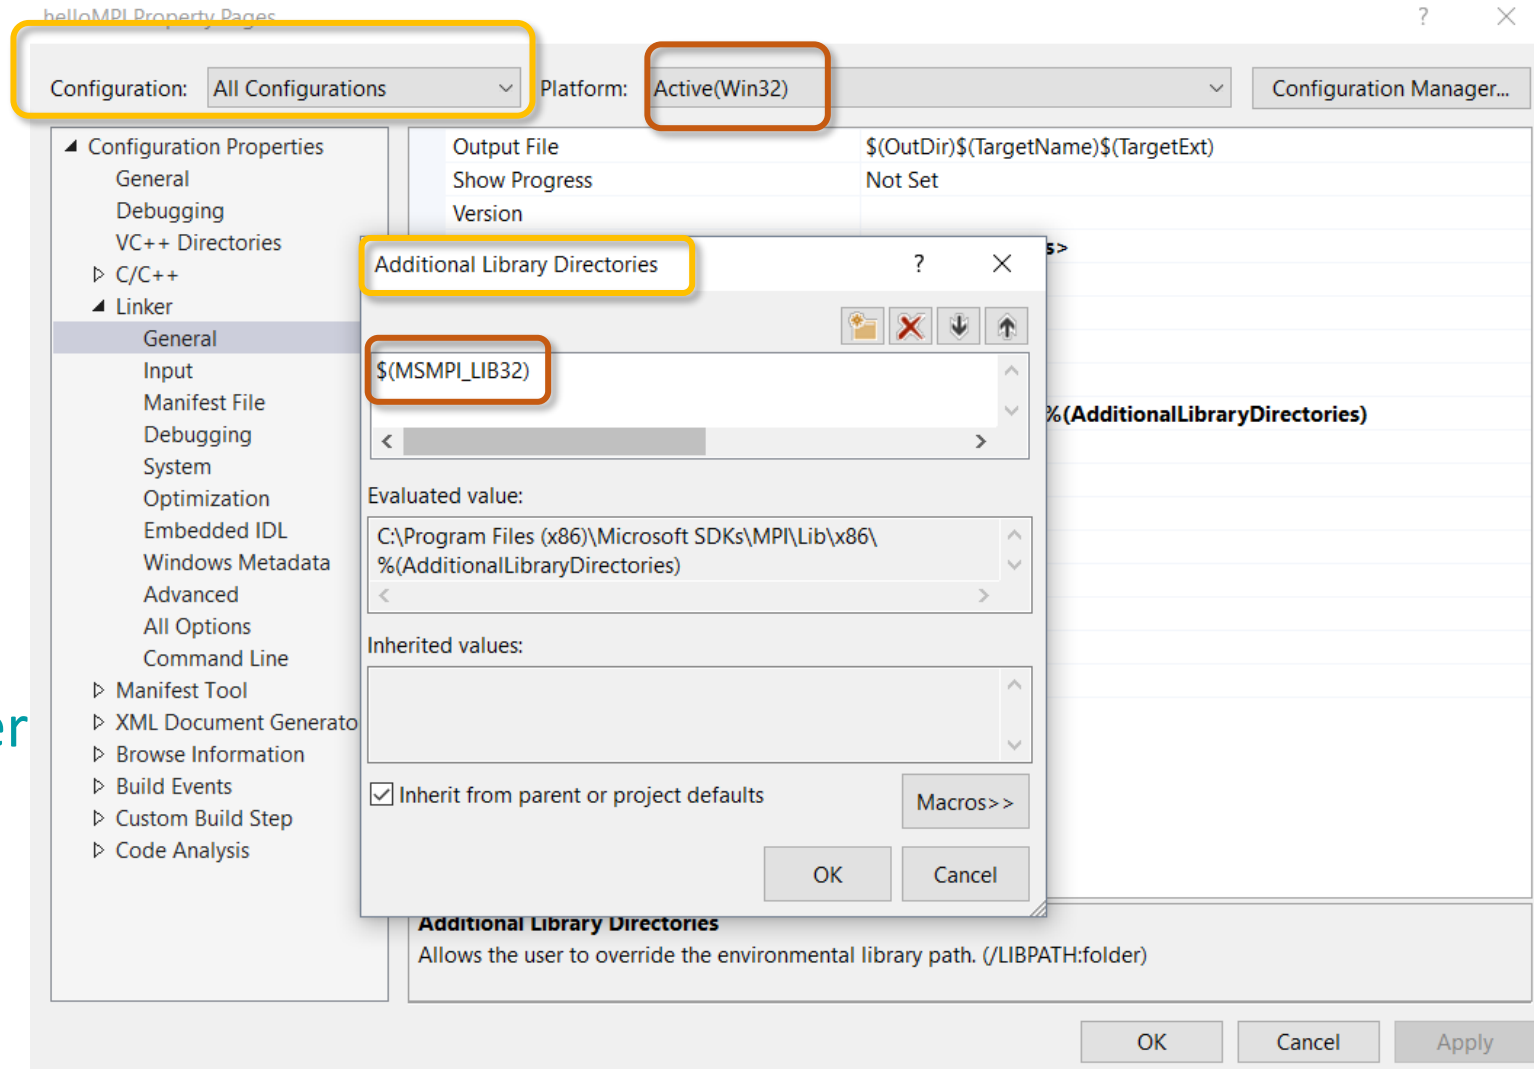 helloMPI Property Pages
Configuration: All Configurations Platform: Active(Win32) Configuration Manager...
Configuration Properties
General
Debugging
VC++ Directories
C/C++
Linker
General
Input
Manifest File
Debugging
System
Optimization
Embedded IDL
Windows Metadata
Advanced
All Options
Command Line
Manifest Tool
XML Document Generato
Browse Information
Build Events
Custom Build Step
Code Analysis
Output File $(OutDir)$(TargetName)$(TargetExt)
Show Progress Not Set
Version
s>
%(AdditionalLibraryDirectories)
Additional Library Directories
$(MSMPI_LIB32)
Evaluated value:
C:\Program Files (x86)\Microsoft SDKs\MPI\Lib\x86\
%(AdditionalLibraryDirectories)
Inherited values:
Inherit from parent or project defaults
Macros>>
OK Cancel
Additional Library Directories
Allows the user to override the environmental library path. (/LIBPATH:folder)
OK Cancel Apply
er